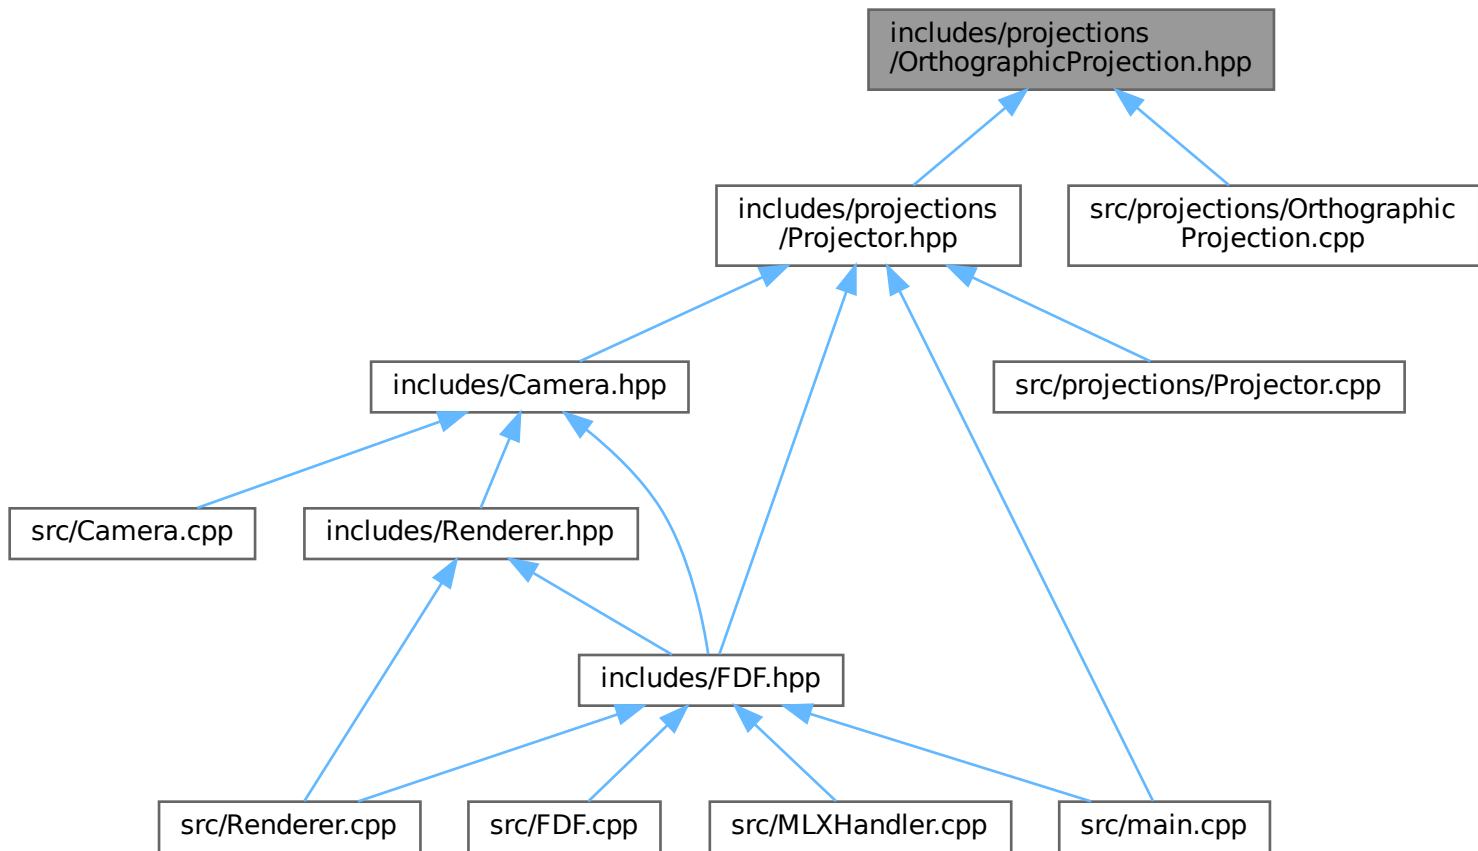 includes/projections
/OrthographicProjection.hpp
includes/projections
/Projector.hpp
src/projections/Orthographic
Projection.cpp
includes/Camera.hpp
src/projections/Projector.cpp
src/Camera.cpp
includes/Renderer.hpp
includes/FDF.hpp
src/Renderer.cpp
src/FDF.cpp
src/MLXHandler.cpp
src/main.cpp